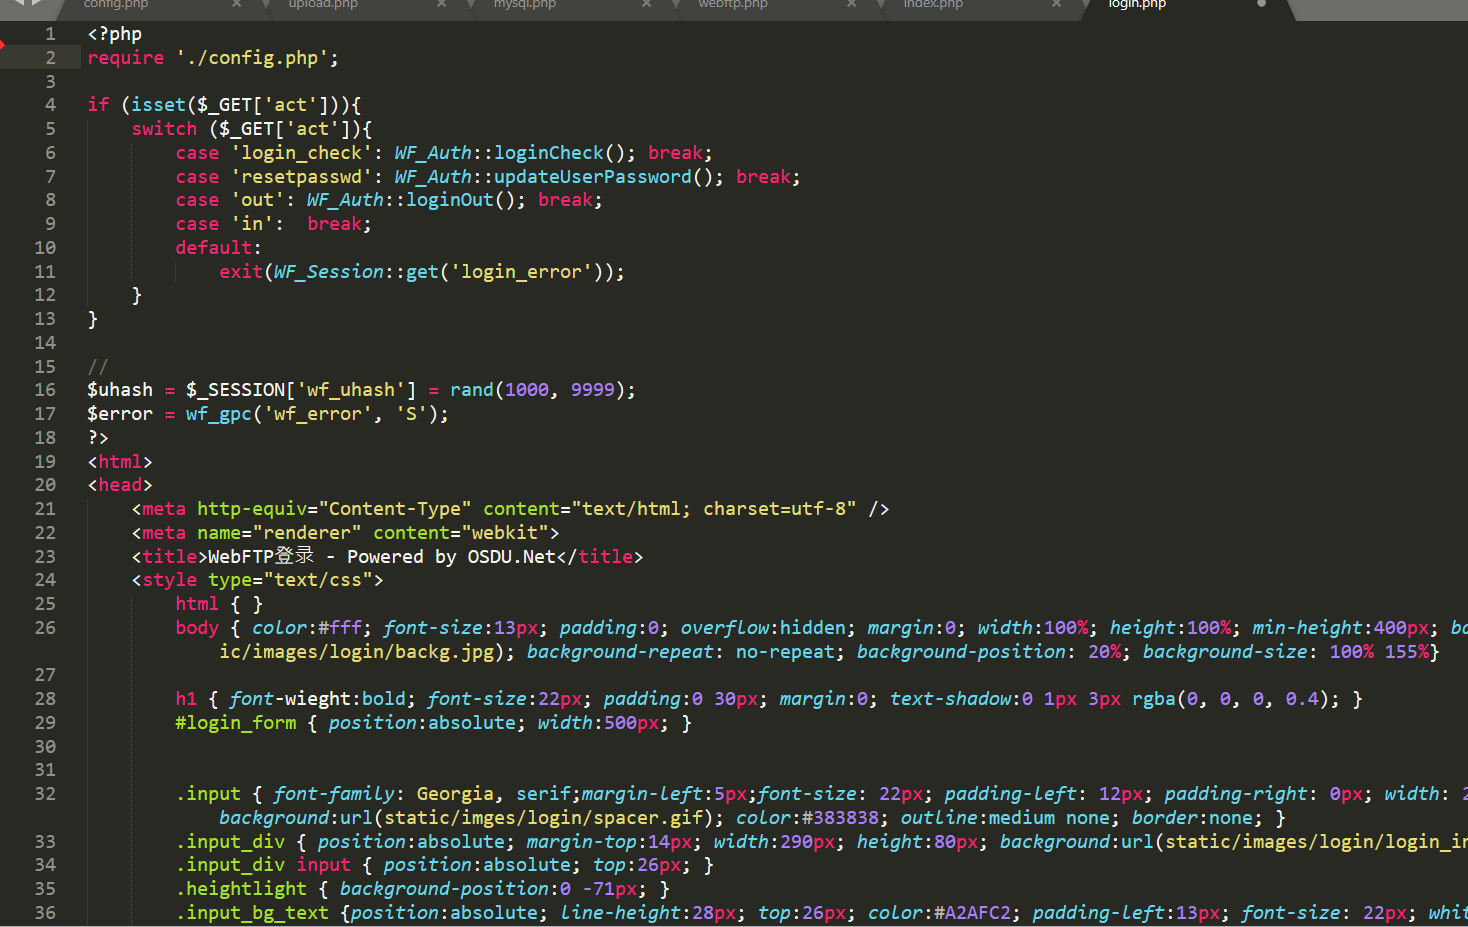 config.php × upload.php × mysql.php × webftp.php × index.php × login.php
1 <?php
2 require './config.php';
3
4 if (isset($_GET['act'])){
5 switch ($_GET['act']){
6 case 'login_check': WF_Auth::loginCheck(); break;
7 case 'resetpasswd': WF_Auth::updateUserPassword(); break;
8 case 'out': WF_Auth::loginOut(); break;
9 case 'in': break;
10 default:
11 exit(WF_Session::get('login_error'));
12 }
13 }
14
15 //
16 $uhash = $_SESSION['wf_uhash'] = rand(1000, 9999);
17 $error = wf_gpc('wf_error', 'S');
18 ?>
19 <html>
20 <head>
21 <meta http-equiv="Content-Type" content="text/html; charset=utf-8" />
22 <meta name="renderer" content="webkit">
23 <title>WebFTP登录 - Powered by OSDU.Net</title>
24 <style type="text/css">
25 html { }
26 body { color:#fff; font-size:13px; padding:0; overflow:hidden; margin:0; width:100%; height:100%; min-height:400px; ba
ic/images/login/backg.jpg); background-repeat: no-repeat; background-position: 20%; background-size: 100% 155%}
27
28 h1 { font-wieght:bold; font-size:22px; padding:0 30px; margin:0; text-shadow:0 1px 3px rgba(0, 0, 0, 0.4); }
29 #login_form { position:absolute; width:500px; }
30
31
32 .input { font-family: Georgia, serif;margin-left:5px;font-size: 22px; padding-left: 12px; padding-right: 0px; width: 2
background:url(static/imges/login/spacer.gif); color:#383838; outline:medium none; border:none; }
33 .input_div { position:absolute; margin-top:14px; width:290px; height:80px; background:url(static/images/login/login_in
34 .input_div input { position:absolute; top:26px; }
35 .heightlight { background-position:0 -71px; }
36 .input_bg_text {position:absolute; line-height:28px; top:26px; color:#A2AFC2; padding-left:13px; font-size: 22px; whit